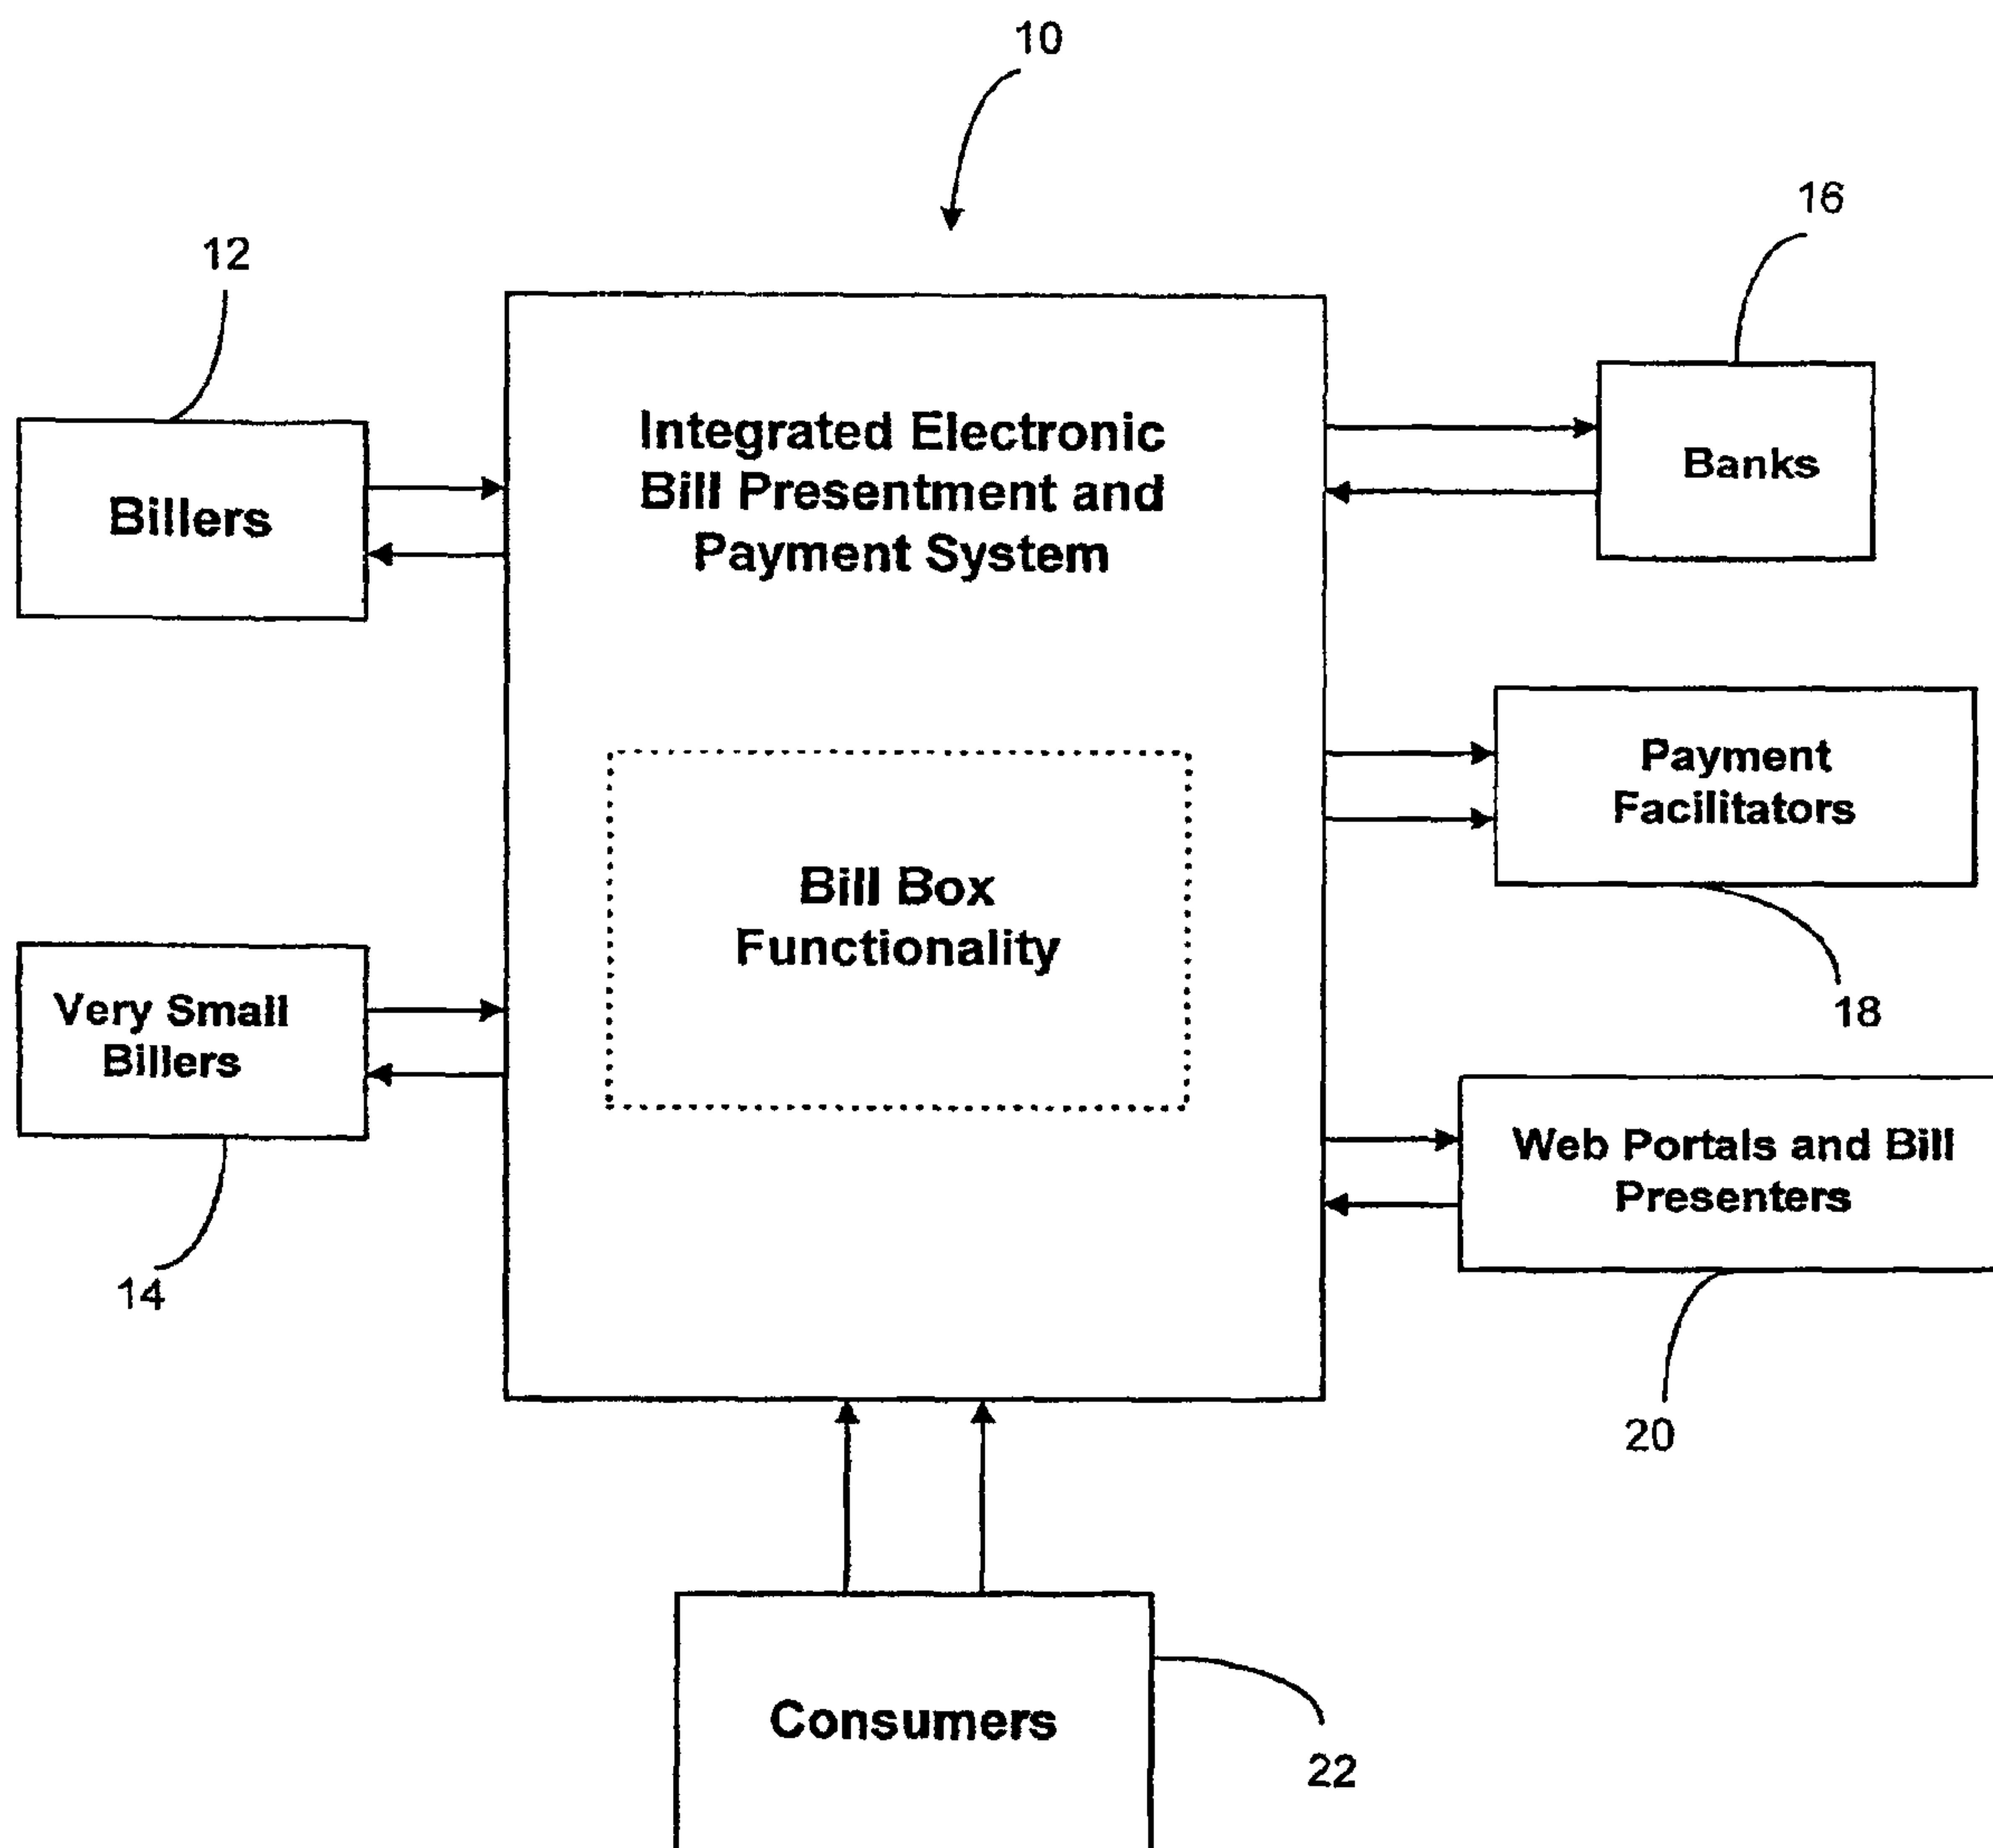 10
16
12
Integrated Electronic
Bill Presentment and
Payment System
Banks
Billers
Payment
Facilitators
Bill Box
Functionality
Very Small
Billers
18
Web Portals and Bill
Presenters
14
20
Consumers
22